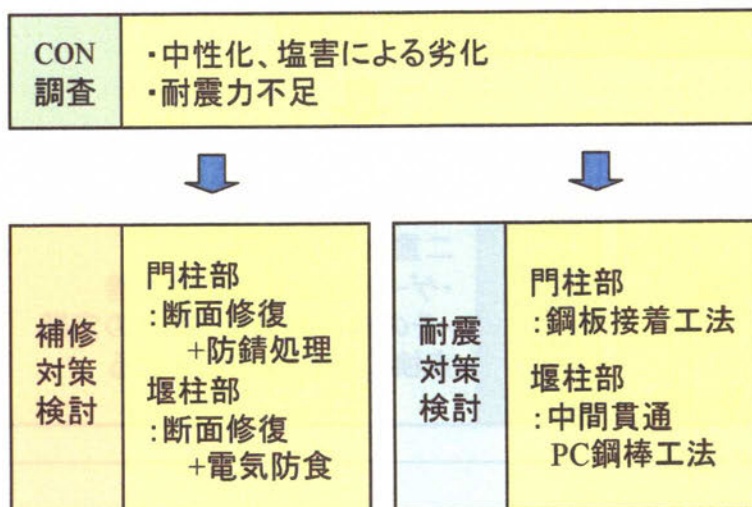 CON
調査
・中性化、塩害による劣化
・耐震力不足
補修
対策
検討
門柱部
:断面修復
+防錆処理
堰柱部
:断面修復
+電気防食
耐震
対策
検討
門柱部
:鋼板接着工法
堰柱部
:中間貫通
PC鋼棒工法